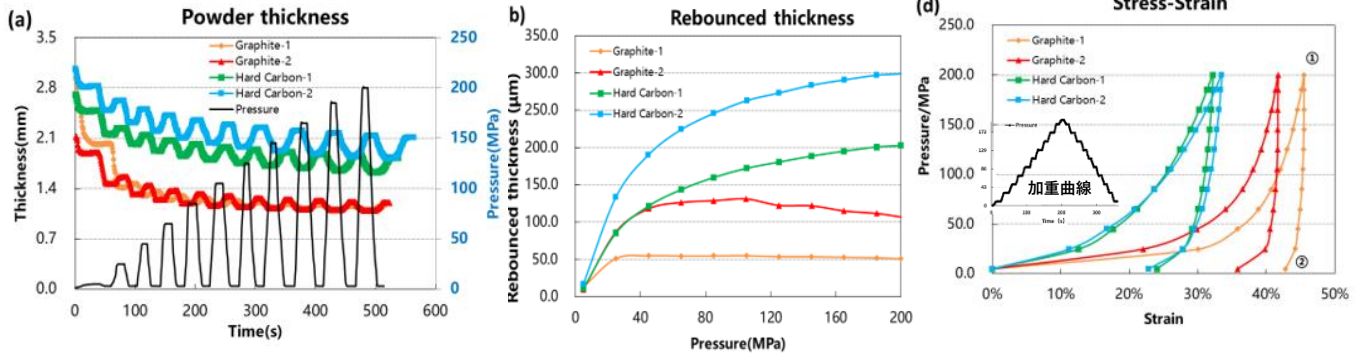 (a)
Powder thickness
Thickness(mm)
3.5
2.8
2.1
1.4
0.7
0.0
Graphite-1
Graphite-2
Hard Carbon-1
Hard Carbon-2
Pressure
250
200
150
100
50
0
Pressure(MPa)
0
100
200
300
400
500
600
Time(s)
b)
Rebounced thickness
Rebounced thickness (μm)
350.0
300.0
250.0
200.0
150.0
100.0
50.0
0.0
Graphite-1
Graphite-2
Hard Carbon-1
Hard Carbon-2
0
40
80
120
160
200
Pressure(MPa)
(d)
Stress-Strain
Pressure/MPa
250.0
200.0
150.0
100.0
50.0
0.0
Graphite-1
Graphite-2
Hard Carbon-1
Hard Carbon-2
①
②
Pressure
加重曲線
0
100
200
300
Time (s)
0%
10%
20%
30%
40%
50%
Strain